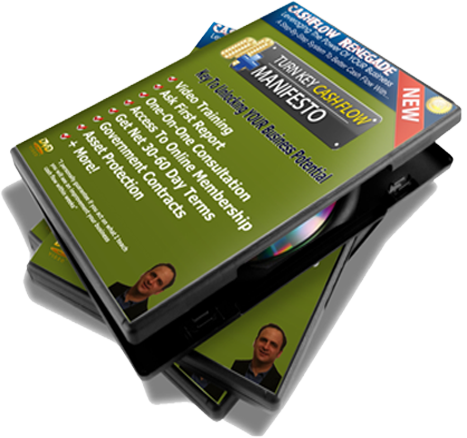 CASHFLOW RENEGADE
Leveraging the Power Of YOUR Business
A Step-By-Step System To Better Cash Flow With...
NEW
TURNKEY CASHFLOW
MANIFESTO
Key To Unlocking YOUR Business Potential
Video Training
Ask First Report
One-On-One Consultation
Access To Online Membership
Get Net 30-60 Day Terms
Government Contracts
Asset Protection
+ More!